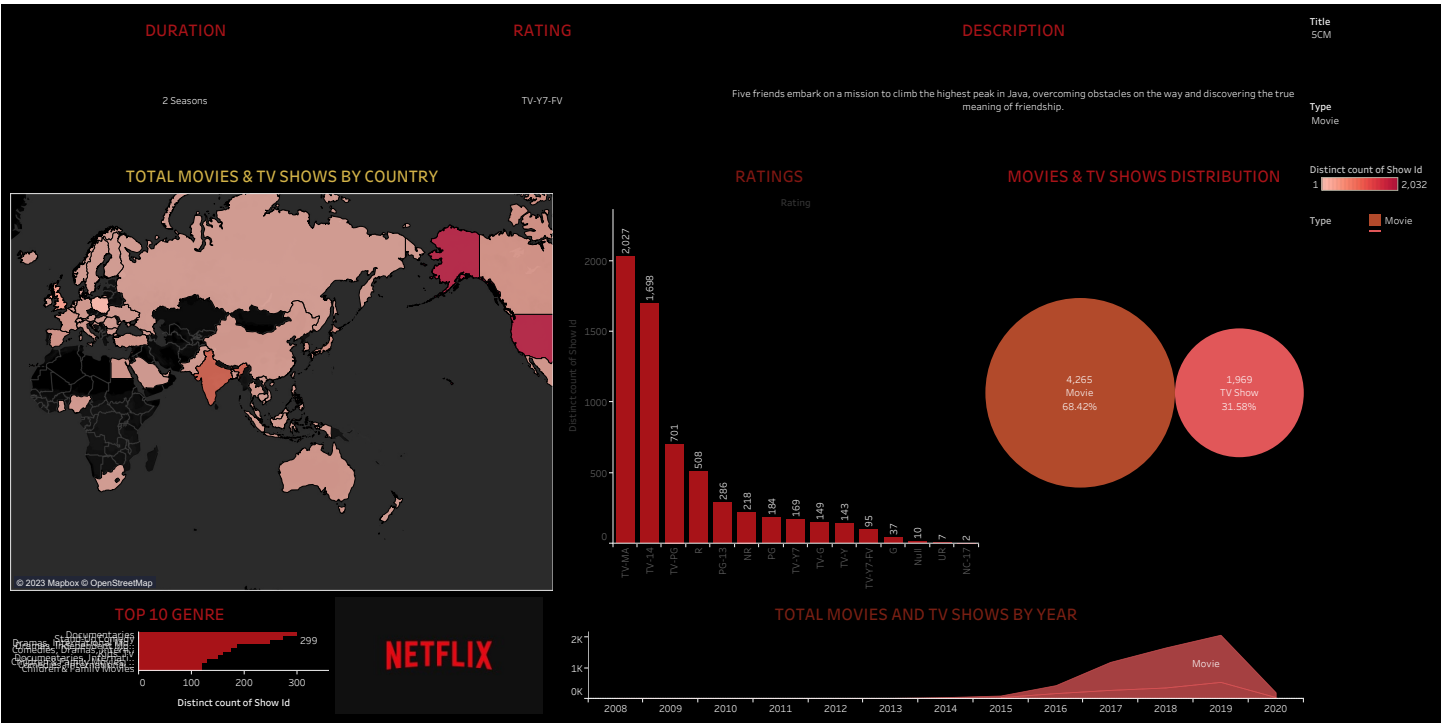 DURATION
RATING
DESCRIPTION
Title
5CM
2 Seasons
TV-Y7-FV
Five friends embark on a mission to climb the highest peak in Java, overcoming obstacles on the way and discovering the true
meaning of friendship.
Type
Movie
TOTAL MOVIES & TV SHOWS BY COUNTRY
RATINGS
MOVIES & TV SHOWS DISTRIBUTION
Distinct count of Show Id
1 2,032
Type
Movie
© 2023 Mapbox © OpenStreetMap
Rating
Distinct count of Show Id
2000
1500
1000
500
0
2,027
1,698
701
508
286
218
184
169
149
143
95
37
10
7
2
TV-MA
TV-14
TV-PG
R
PG-13
NR
PG
TV-Y7
TV-G
TV-Y
TV-Y7-FV
G
Null
UR
NC-17
4,265
Movie
68.42%
1,969
TV Show
31.58%
TOP 10 GENRE
Documentaries
Children & Family Movies
299
0 100 200 300
Distinct count of Show Id
NETFLIX
TOTAL MOVIES AND TV SHOWS BY YEAR
2K
1K
0K
Movie
2008 2009 2010 2011 2012 2013 2014 2015 2016 2017 2018 2019 2020